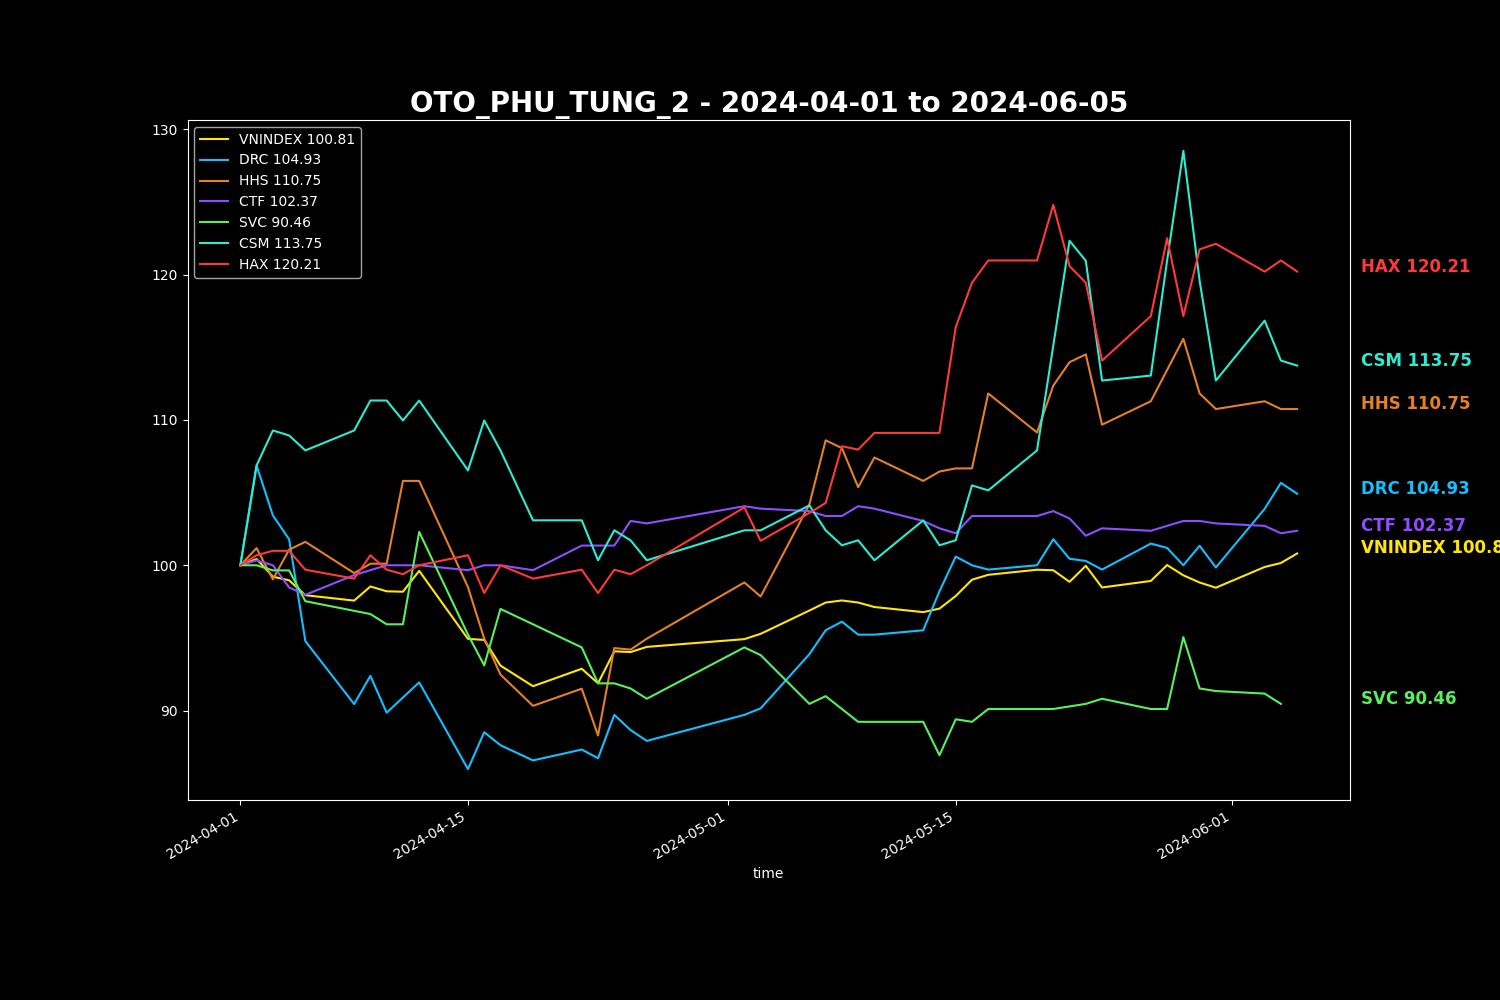 OTO_PHU_TUNG_2 - 2024-04-01 to 2024-06-05
130
120
110
100
90
VNINDEX 100.81
DRC 104.93
HHS 110.75
CTF 102.37
SVC 90.46
CSM 113.75
HAX 120.21
HAX 120.21
CSM 113.75
HHS 110.75
DRC 104.93
CTF 102.37
VNINDEX 100.8
SVC 90.46
2024-04-01
2024-04-15
2024-05-01
2024-05-15
2024-06-01
time